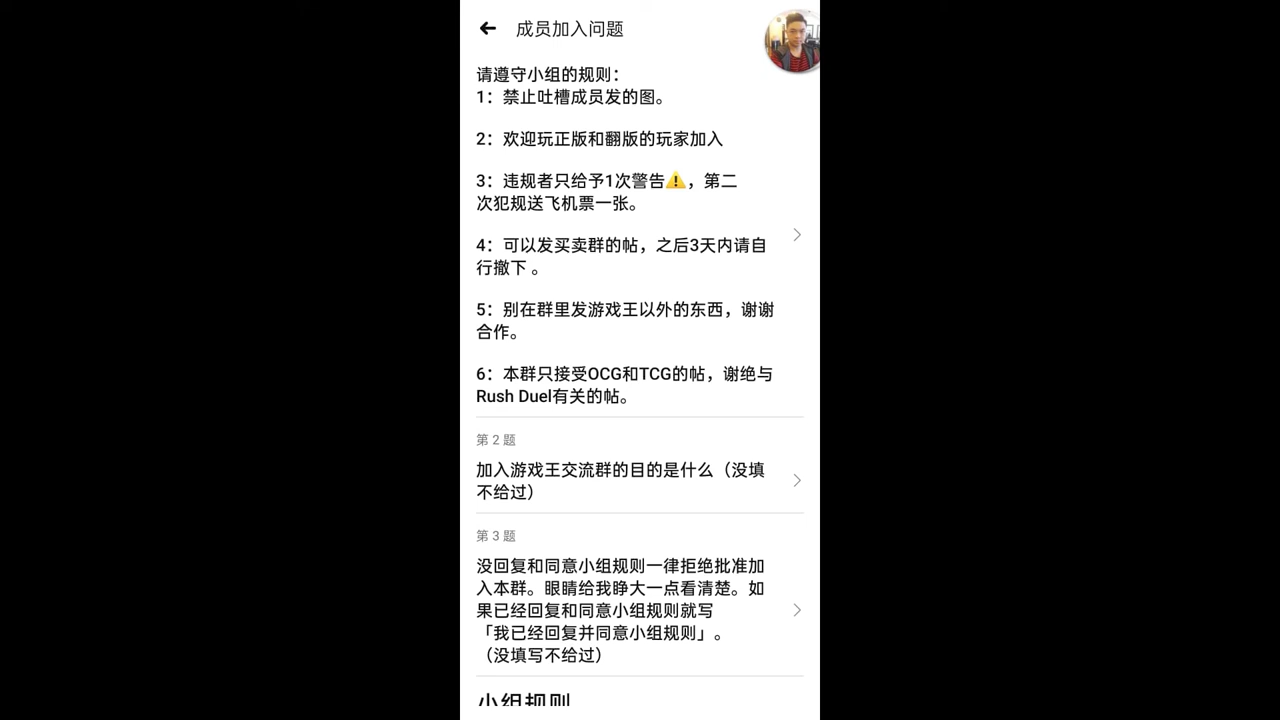 成员加入问题
请遵守小组的规则：
1：禁止吐槽成员发的图。
2：欢迎玩正版和翻版的玩家加入
3：违规者只给予1次警告⚠️，第二
次犯规送飞机票一张。
4：可以发买卖群的帖，之后3天内请自
行撤下 。
5：别在群里发游戏王以外的东西，谢谢
合作。
6：本群只接受OCG和TCG的帖，谢绝与
Rush Duel有关的帖。
第 2 题
加入游戏王交流群的目的是什么（没填
不给过）
第 3 题
没回复和同意小组规则一律拒绝批准加
入本群。眼睛给我睁大一点看清楚。如
果已经回复和同意小组规则就写
「我已经回复并同意小组规则」。
（没填写不给过）
小组规则